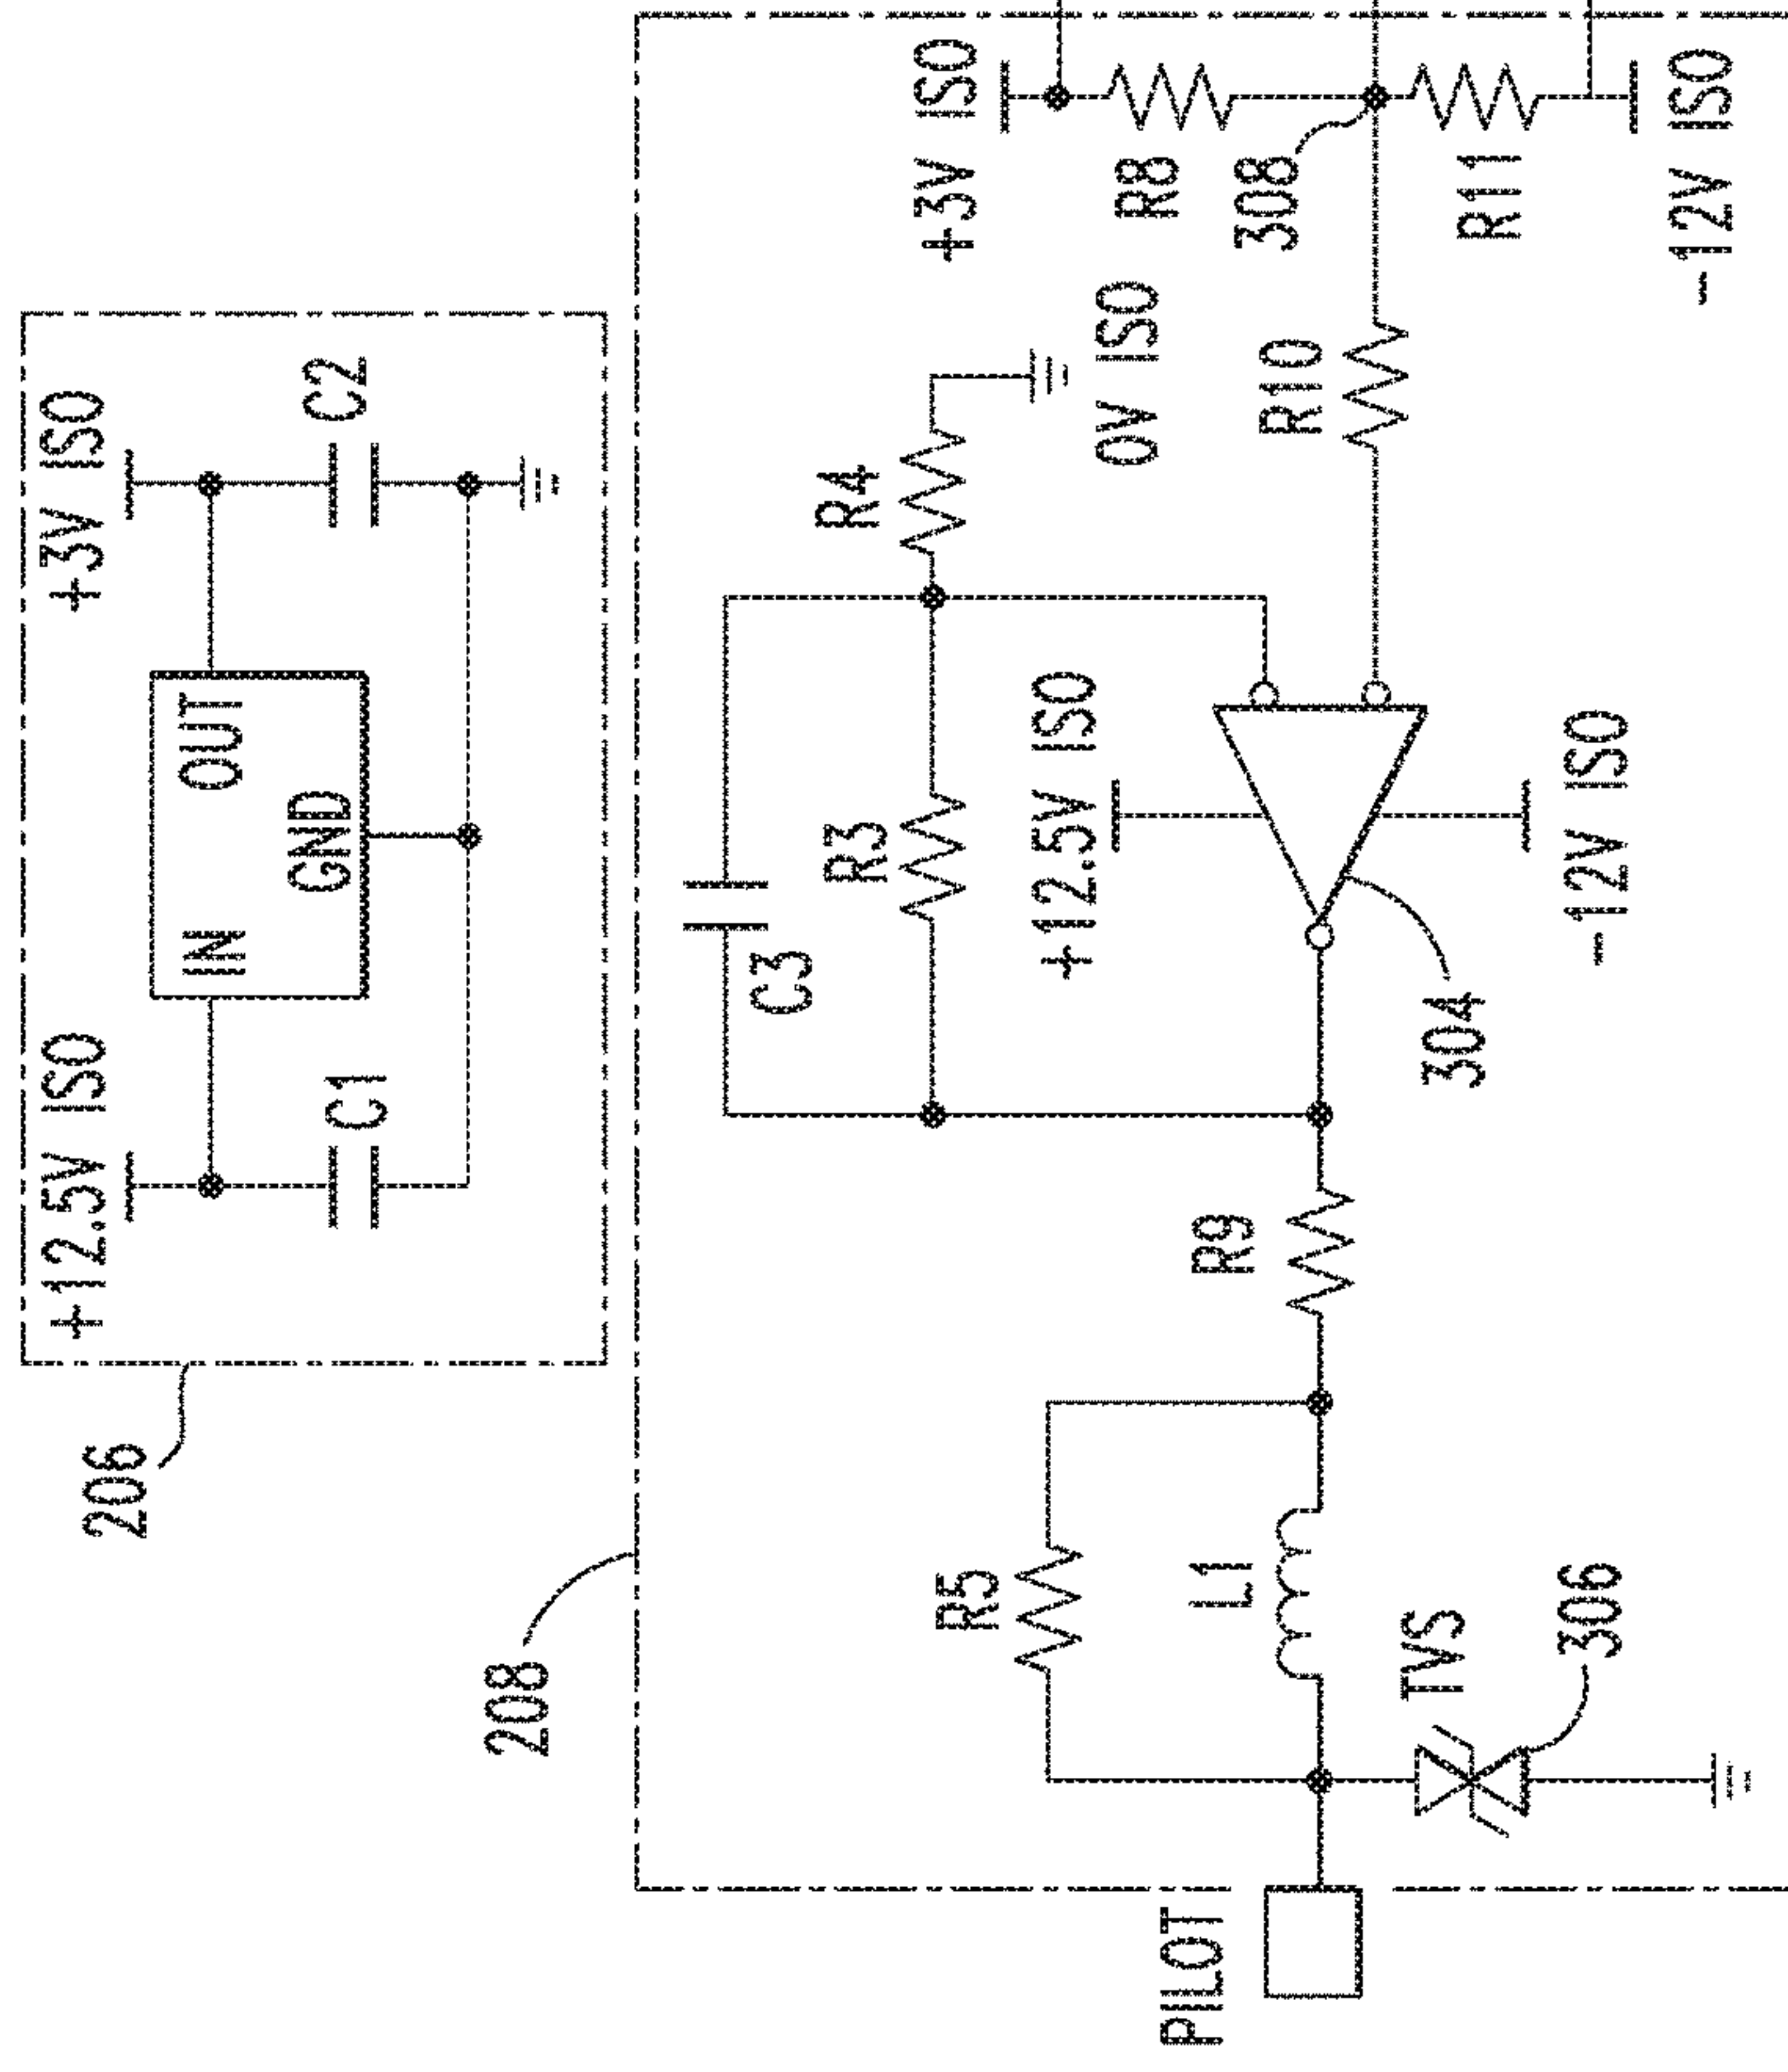 206
+12.5V ISO
C1
IN
OUT
GND
+3V ISO
C2
208
PILOT
R5
L1
TVS
306
R9
C3
R3
R4
0V ISO
+12.5V ISO
304
-12V ISO
R10
+3V ISO
R8
308
R11
-12V ISO